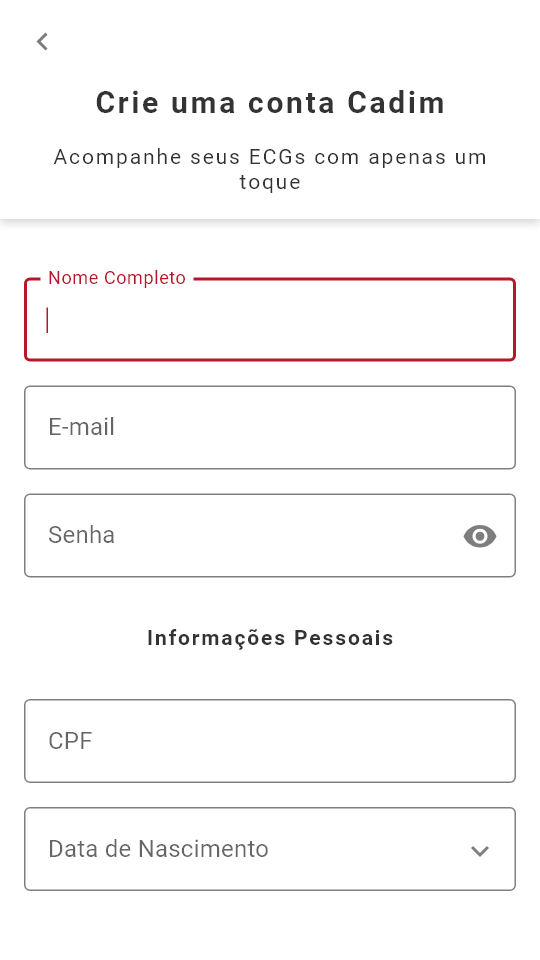 Crie uma conta Cadim
Acompanhe seus ECGs com apenas um
toque
Nome Completo
E-mail
Senha
Informações Pessoais
CPF
Data de Nascimento